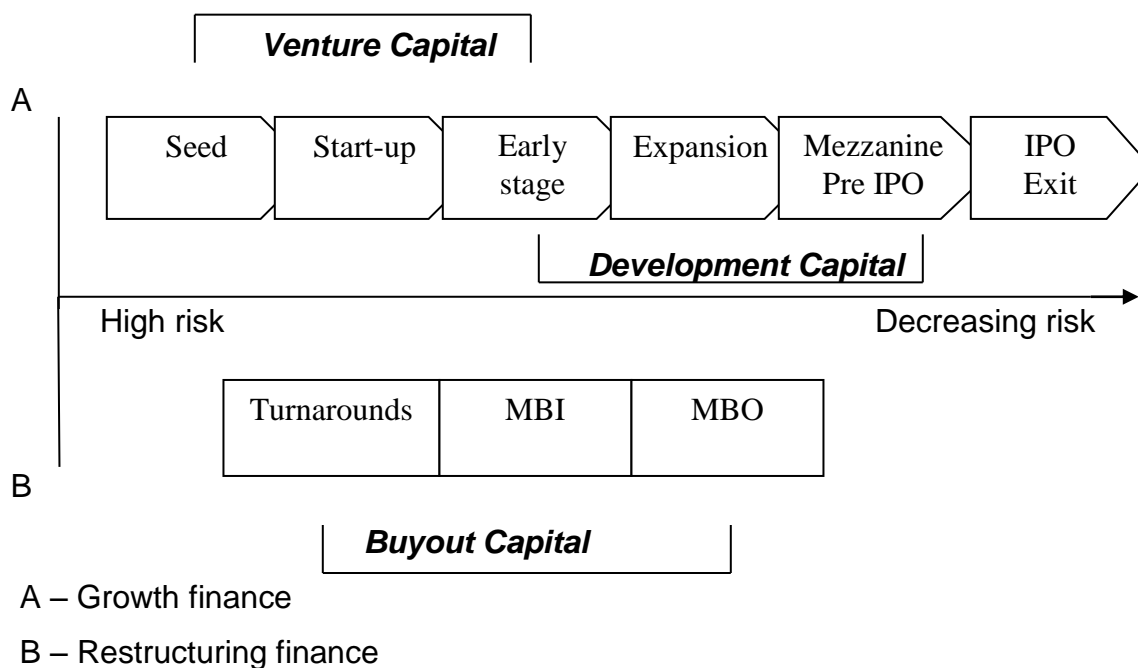 Venture Capital
A
Seed
Start-up
Early
stage
Expansion
Mezzanine
Pre IPO
IPO
Exit
Development Capital
High risk
Decreasing risk
Turnarounds
MBI
MBO
B
Buyout Capital
A – Growth finance
B – Restructuring finance